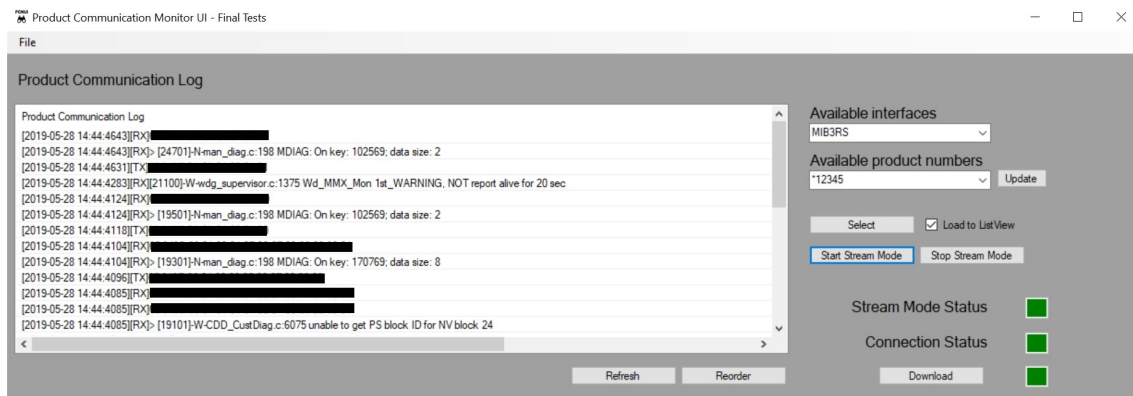 PCMUI
Product Communication Monitor UI - Final Tests
File
Product Communication Log
Product Communication Log
[2019-05-28 14:44:4643][RX]
[2019-05-28 14:44:4643][RX]> [24701]-N-man_diag.c:198 MDIAG: On key: 102569; data size: 2
[2019-05-28 14:44:4631][TX]
[2019-05-28 14:44:4283][RX][21100]-W-wdg_supervisor.c:1375 Wd_MMX_Mon 1st_WARNING, NOT report alive for 20 sec
[2019-05-28 14:44:4124][RX]
[2019-05-28 14:44:4124][RX]> [19501]-N-man_diag.c:198 MDIAG: On key: 102569; data size: 2
[2019-05-28 14:44:4118][TX]
[2019-05-28 14:44:4104][RX]
[2019-05-28 14:44:4104][RX]> [19301]-N-man_diag.c:198 MDIAG: On key: 170769; data size: 8
[2019-05-28 14:44:4096][TX]
[2019-05-28 14:44:4085][RX]
[2019-05-28 14:44:4085][RX]
[2019-05-28 14:44:4085][RX]> [19101]-W-CDD_CustDiag.c:6075 unable to get PS block ID for NV block 24
Refresh Reorder
Available interfaces
MIB3RS
Available product numbers
*12345 Update
Select Load to ListView
Start Stream Mode Stop Stream Mode
Stream Mode Status
Connection Status
Download